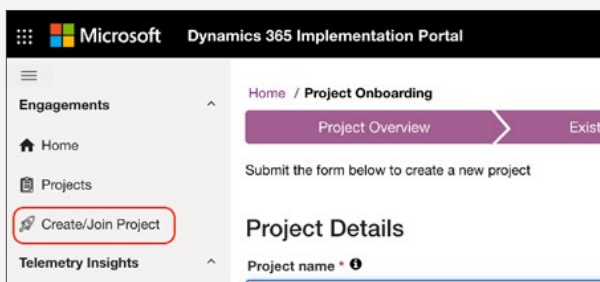 Microsoft Dynamics 365 Implementation Portal
Engagements
Home
Projects
Create/Join Project
Telemetry Insights
Home / Project Onboarding
Project Overview
Exist
Submit the form below to create a new project
Project Details
Project name *